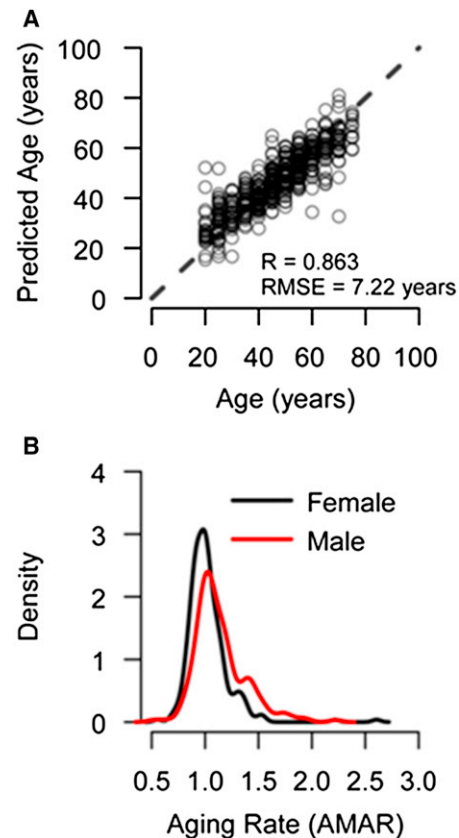 A
Predicted Age (years)
100
80
60
40
20
0
R = 0.863
RMSE = 7.22 years
0 20 40 60 80 100
Age (years)
B
Density
4
3
2
1
0
Female
Male
0.5 1.0 1.5 2.0 2.5 3.0
Aging Rate (AMAR)